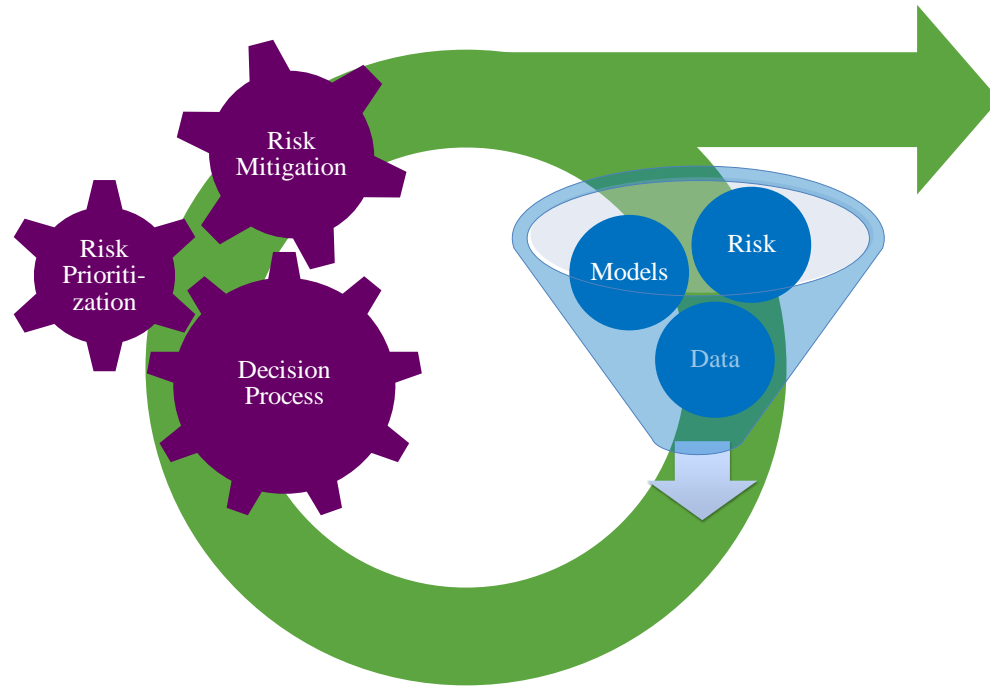 Risk
Mitigation
Risk
Prioriti-
zation
Decision
Process
Models
Risk
Data